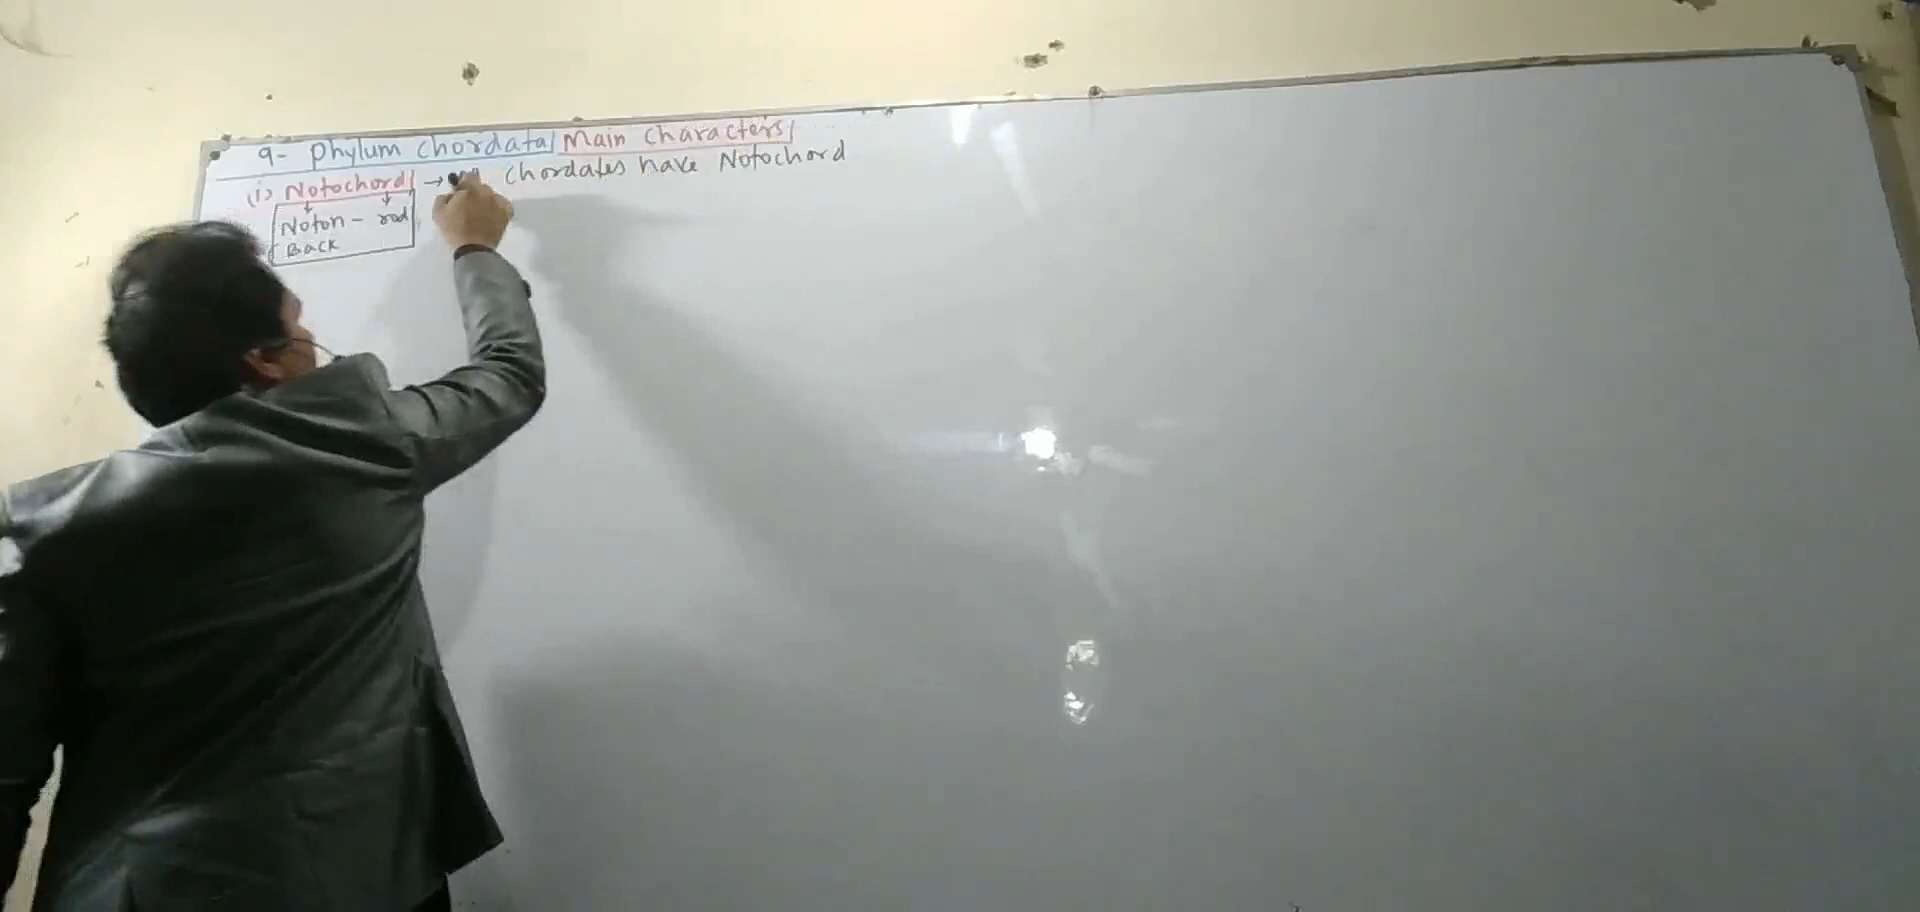 9- Phylum Chordata/ Main Characters/
(i) Notochord/ → Chordates have Notochord
Noton - rod
Back